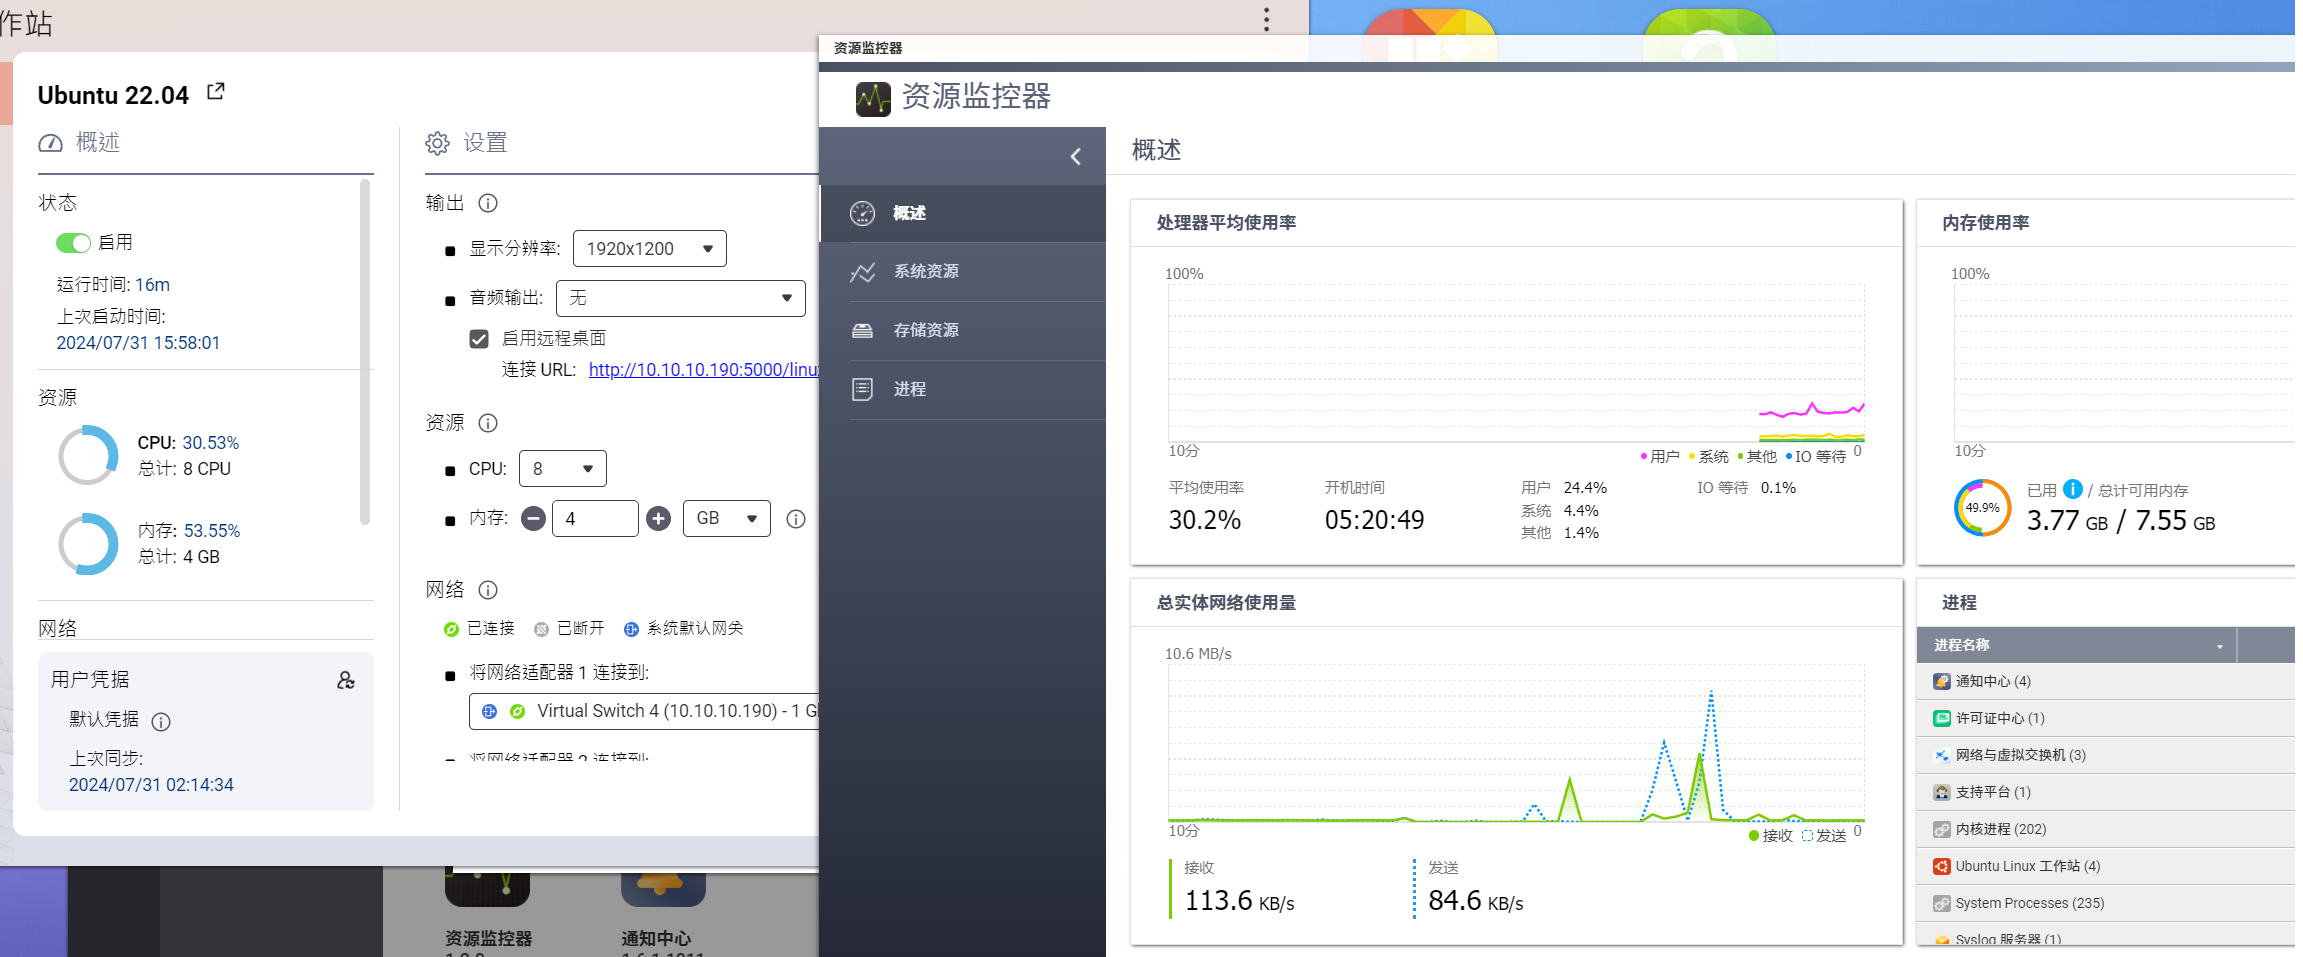 作站
Ubuntu 22.04
概述
状态
启用
运行时间: 16m
上次启动时间:
2024/07/31 15:58:01
资源
CPU: 30.53%
总计: 8 CPU
内存: 53.55%
总计: 4 GB
网络
用户凭据
默认凭据
上次同步:
2024/07/31 02:14:34
设置
输出
显示分辨率: 1920x1200
音频输出: 无
启用远程桌面
连接 URL: http://10.10.10.190:5000/linu
资源
CPU: 8
内存: 4 GB
网络
已连接 已断开 系统默认网关
将网络适配器 1 连接到:
Virtual Switch 4 (10.10.10.190) - 1 G
将网络适配器 2 连接到:
资源监控器
通知中心
资源监控器
资源监控器
概述
系统资源
存储资源
进程
概述
处理器平均使用率
100%
10分 0
用户 系统 其他 IO 等待
平均使用率
30.2%
开机时间
05:20:49
用户 24.4%
系统 4.4%
其他 1.4%
IO 等待 0.1%
内存使用率
100%
10分
49.9%
已用 / 总计可用内存
3.77 GB / 7.55 GB
总实体网络使用量
10.6 MB/s
10分 0
接收 发送
接收
113.6 KB/s
发送
84.6 KB/s
进程
进程名称
通知中心 (4)
许可证中心 (1)
网络与虚拟交换机 (3)
支持平台 (1)
内核进程 (202)
Ubuntu Linux 工作站 (4)
System Processes (235)
Syslog 服务器 (1)